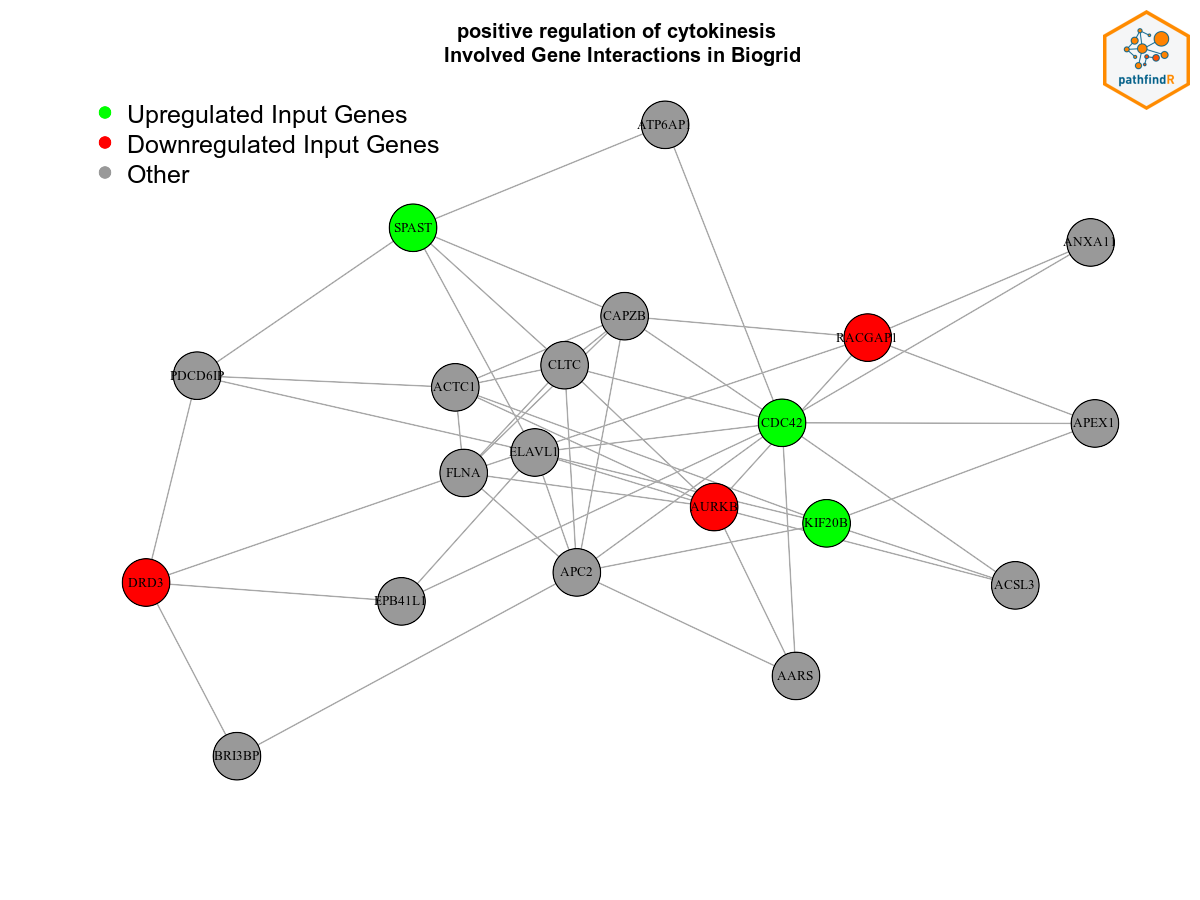 positive regulation of cytokinesis
Involved Gene Interactions in Biogrid
pathfindR
Upregulated Input Genes
Downregulated Input Genes
Other
ATP6AP1
SPAST
ANXA11
CAPZB
RACGAP1
CLTC
PDCD6IP
ACTC1
CDC42
APEX1
ELAVL1
FLNA
AURKB
KIF20B
APC2
DRD3
ACSL3
EPB41L1
AARS
BRI3BP